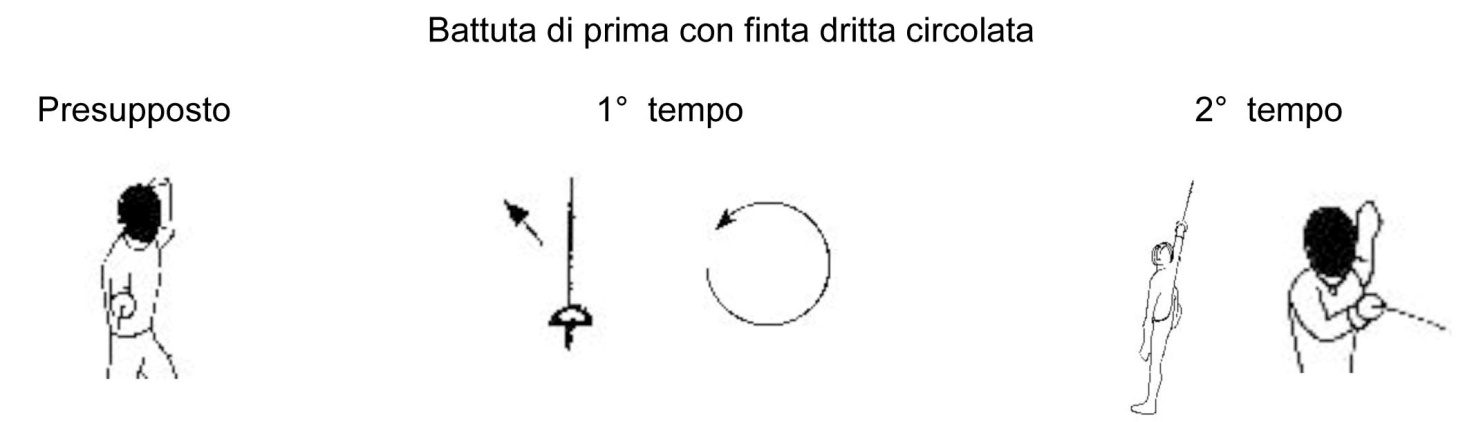 Battuta di prima con finta dritta circolata
Presupposto 1° tempo 2° tempo